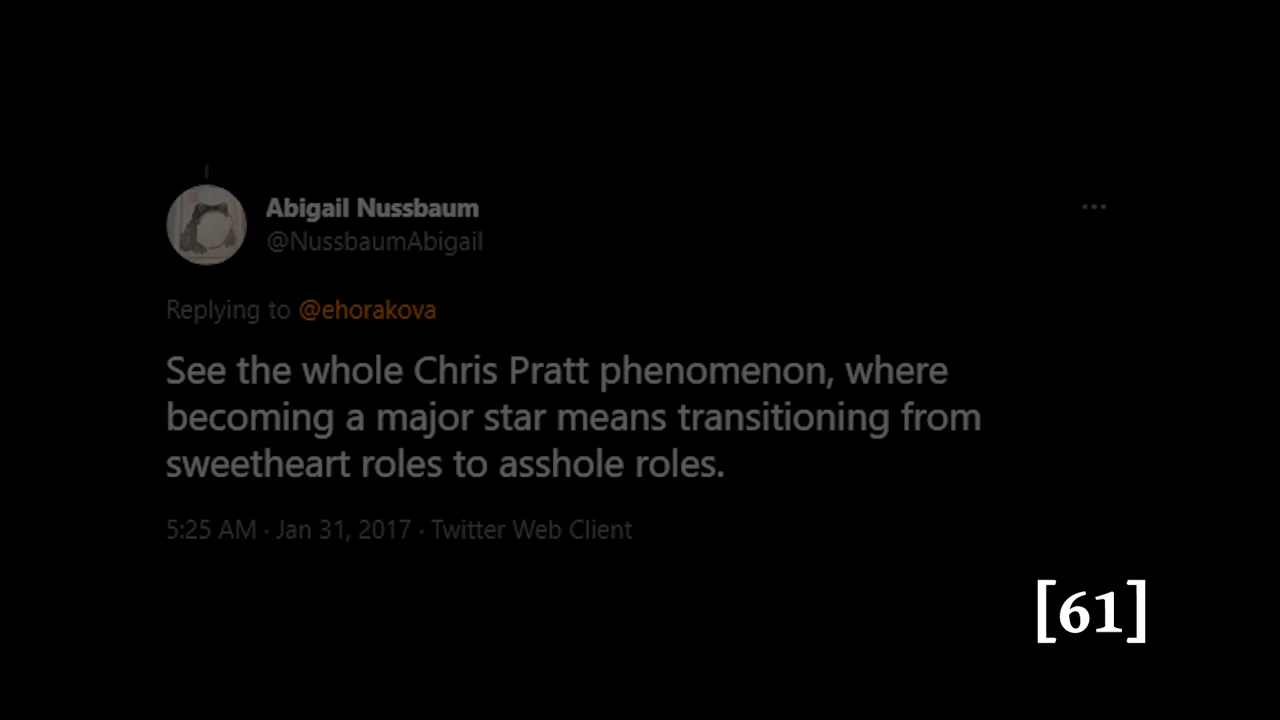 Abigail Nussbaum
@NussbaumAbigail
Replying to @ehorakova
See the whole Chris Pratt phenomenon, where
becoming a major star means transitioning from
sweetheart roles to asshole roles.
5:25 AM · Jan 31, 2017 · Twitter Web Client
[61]